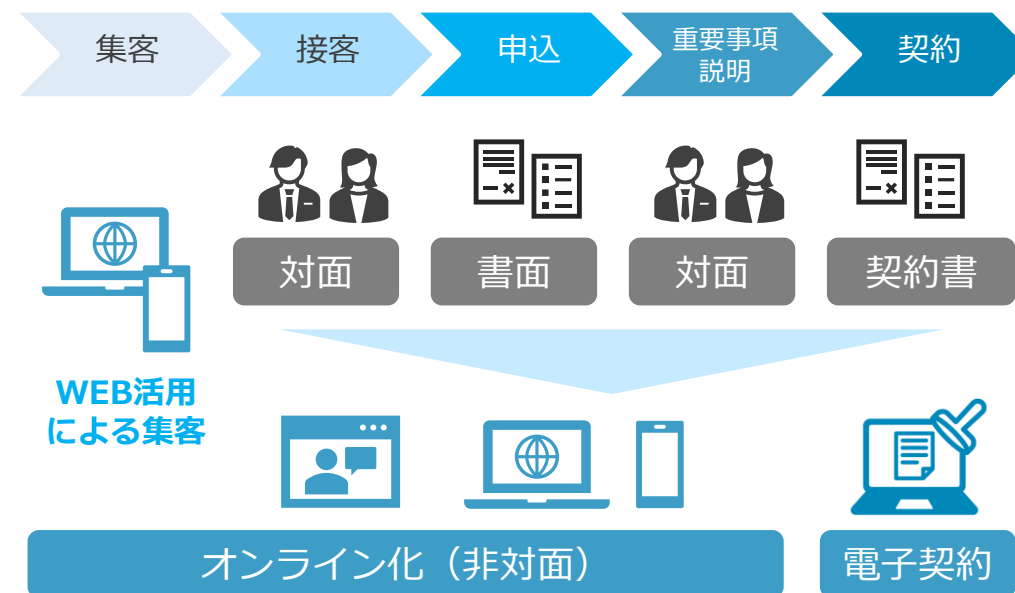 集客
接客
申込
重要事項
説明
契約
対面
書面
対面
契約書
WEB活用
による集客
オンライン化（非対面）
電子契約